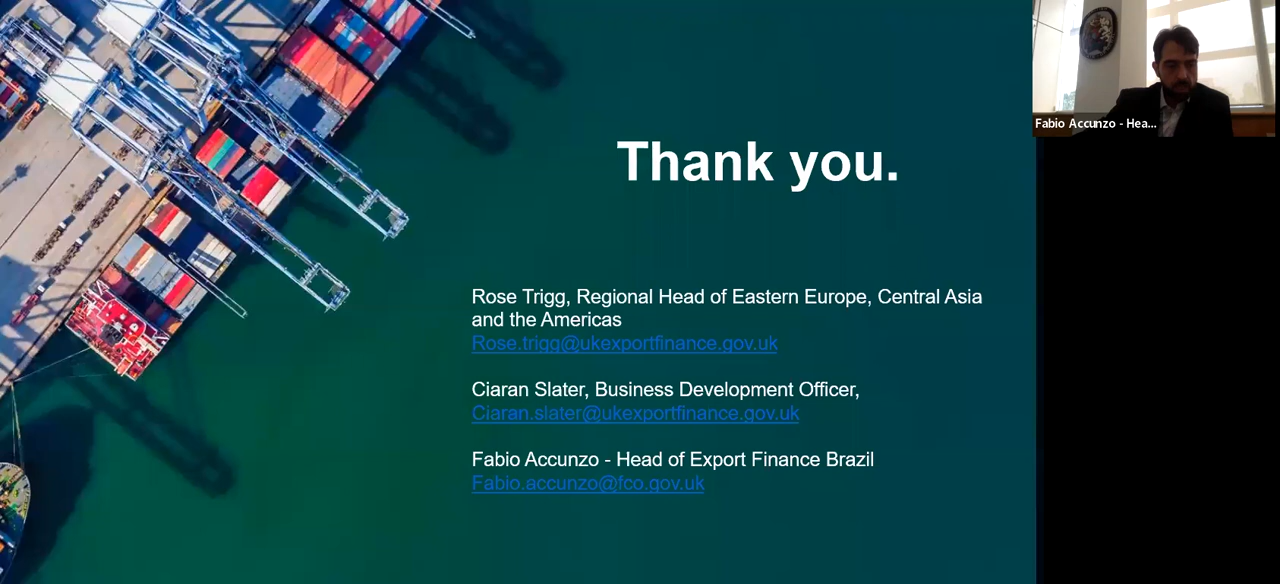 Thank you.
Rose Trigg, Regional Head of Eastern Europe, Central Asia
and the Americas
Rose.trigg@ukexportfinance.gov.uk
Ciaran Slater, Business Development Officer,
Ciaran.slater@ukexportfinance.gov.uk
Fabio Accunzo - Head of Export Finance Brazil
Fabio.accunzo@fco.gov.uk
Fabio Accunzo - Hea...